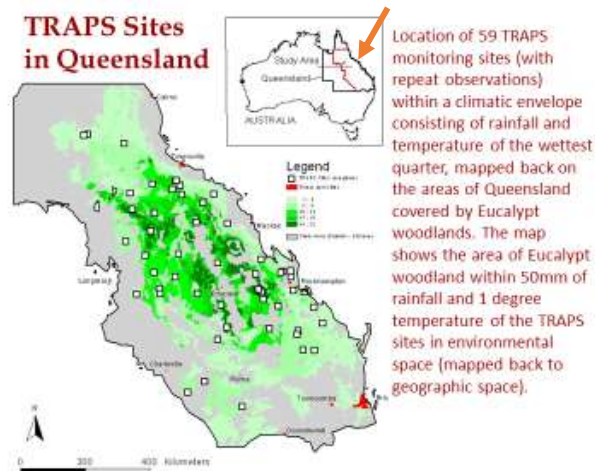 TRAPS Sites
in Queensland
Study Area
Queensland
AUSTRALIA
Cairns
Townsville
Legend
Mackay
Longreach
Rockhampton
Charleville
Roma
Toowoomba
N
0 200 400 Kilometers
Location of 59 TRAPS
monitoring sites (with
repeat observations)
within a climatic envelope
consisting of rainfall and
temperature of the wettest
quarter, mapped back on
the areas of Queensland
covered by Eucalypt
woodlands. The map
shows the area of Eucalypt
woodland within 50mm of
rainfall and 1 degree
temperature of the TRAPS
sites in environmental
space (mapped back to
geographic space).